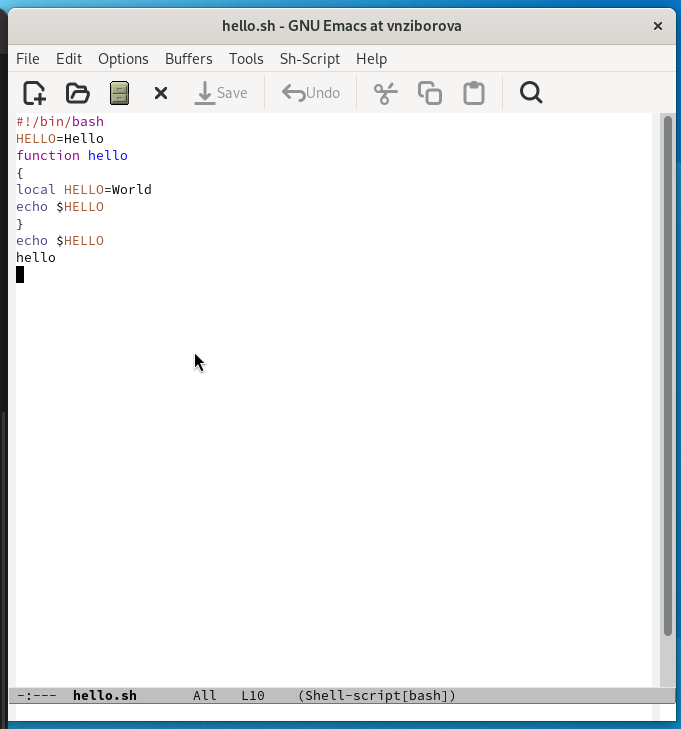 hello.sh - GNU Emacs at vnziborova
File Edit Options Buffers Tools Sh-Script Help
Save Undo
#!/bin/bash
HELLO=Hello
function hello
{
local HELLO=World
echo $HELLO
}
echo $HELLO
hello
-:--- hello.sh All L10 (Shell-script[bash])